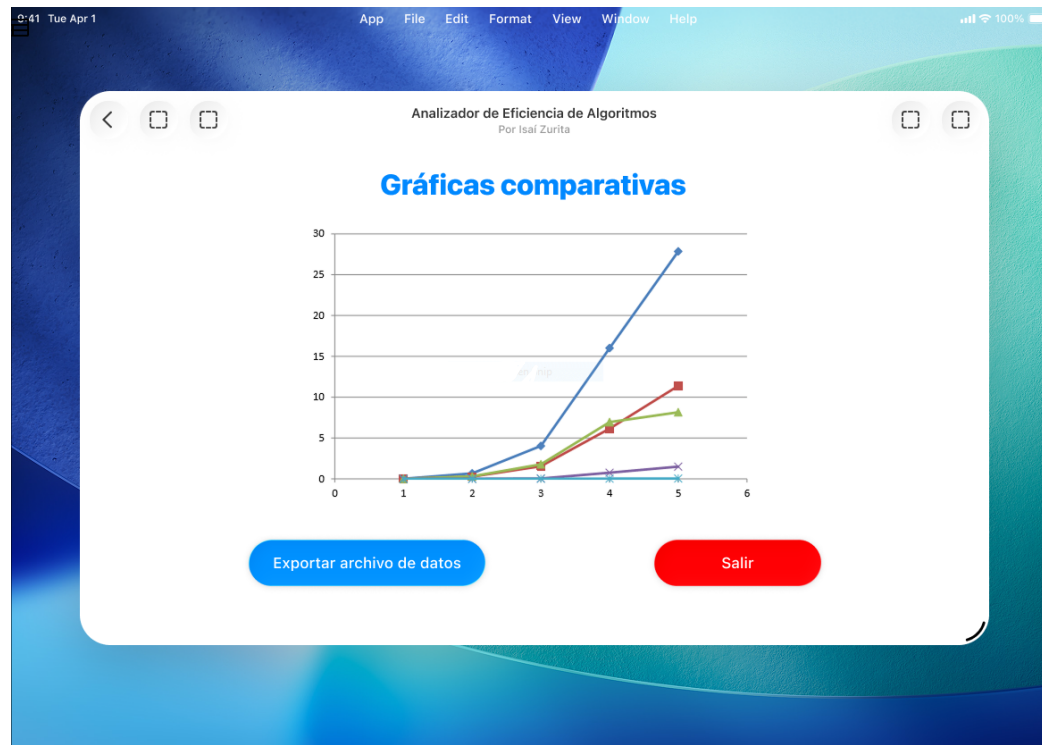 9:41 Tue Apr 1 App File Edit Format View Window Help 100%
Analizador de Eficiencia de Algoritmos
Por Isaí Zurita
Gráficas comparativas
30
25
20
15
10
5
0
0 1 2 3 4 5 6
Exportar archivo de datos Salir